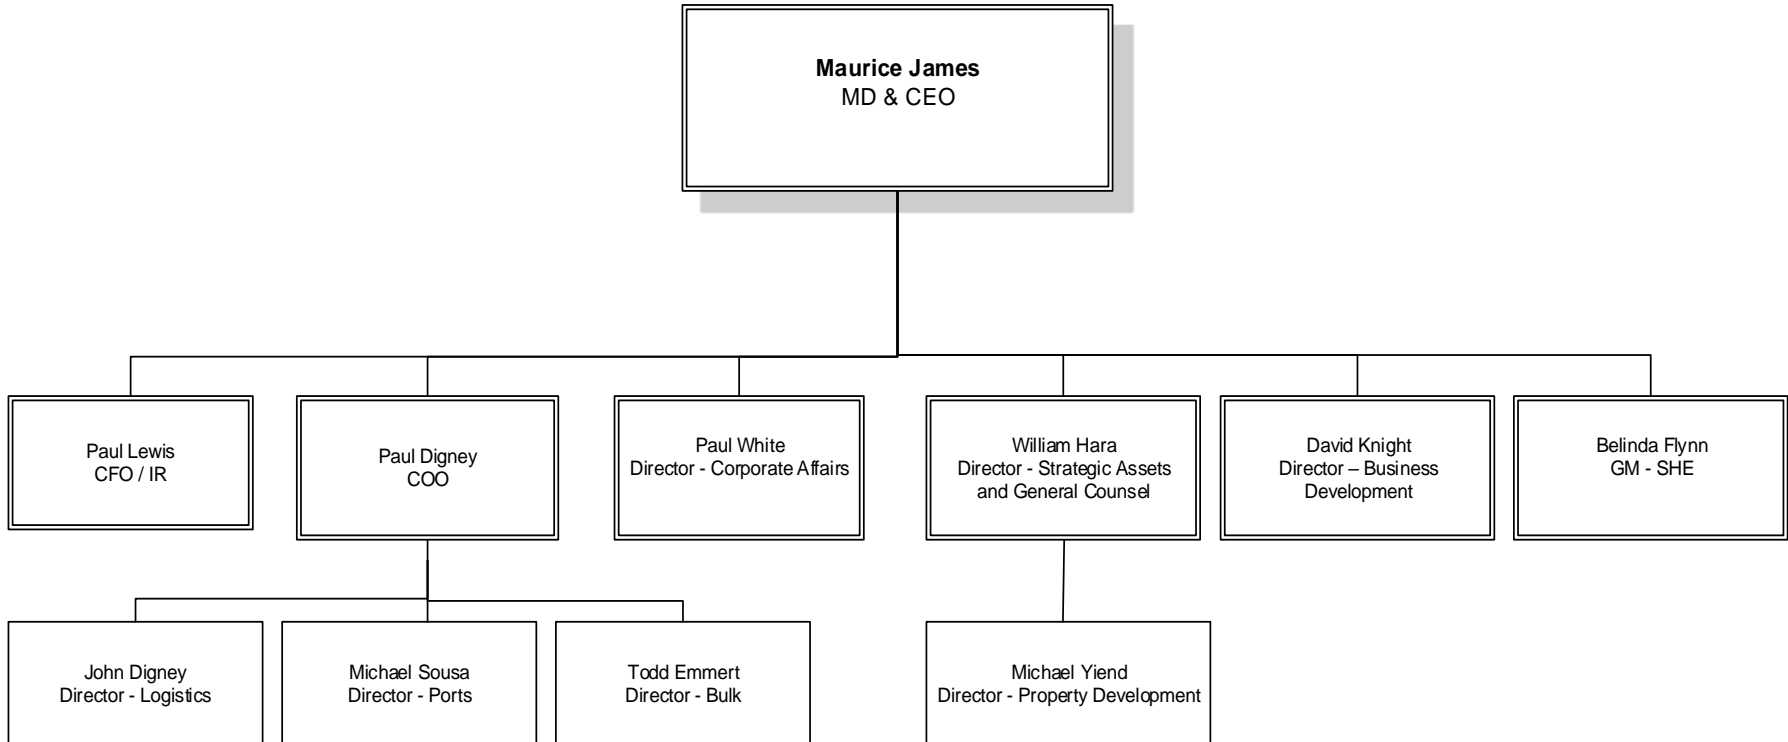 Maurice James
MD & CEO
Paul Lewis
CFO / IR
Paul Digney
COO
Paul White
Director - Corporate Affairs
William Hara
Director - Strategic Assets
and General Counsel
David Knight
Director – Business
Development
Belinda Flynn
GM - SHE
John Digney
Director - Logistics
Michael Sousa
Director - Ports
Todd Emmert
Director - Bulk
Michael Yiend
Director - Property Development